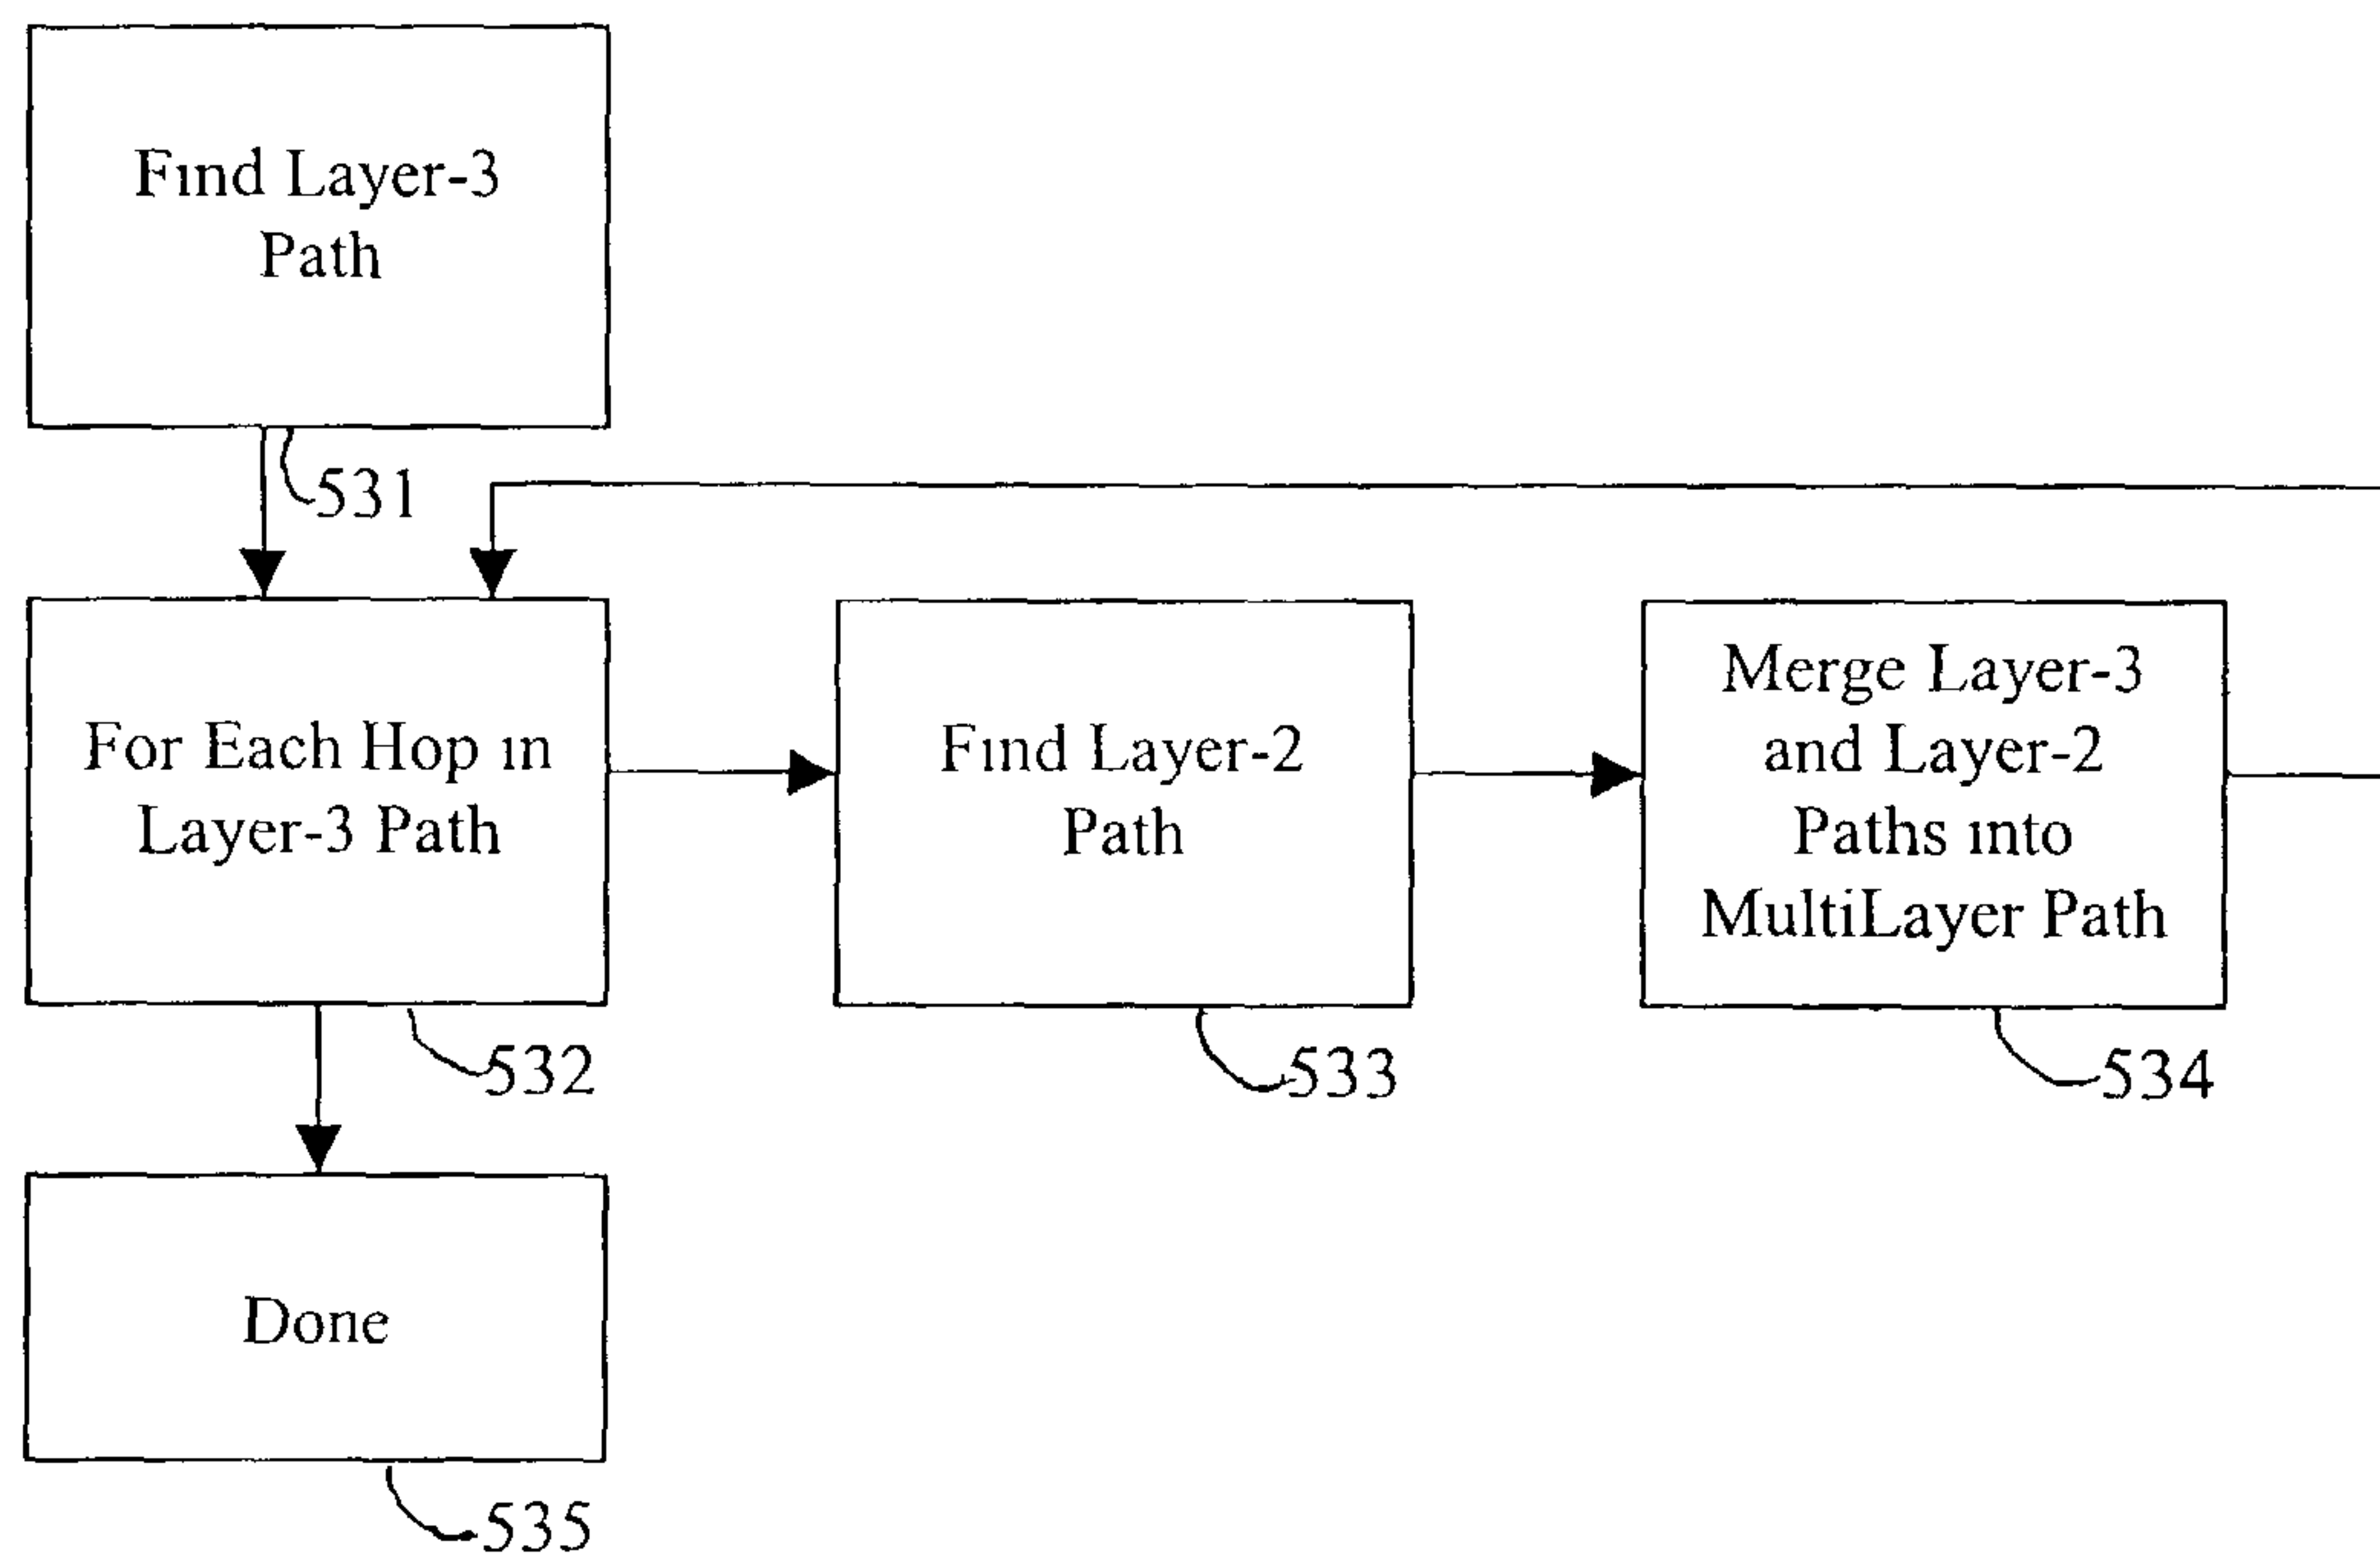 Find Layer-3
Path
531
For Each Hop in
Layer-3 Path
532
Find Layer-2
Path
533
Merge Layer-3
and Layer-2
Paths into
MultiLayer Path
534
Done
535